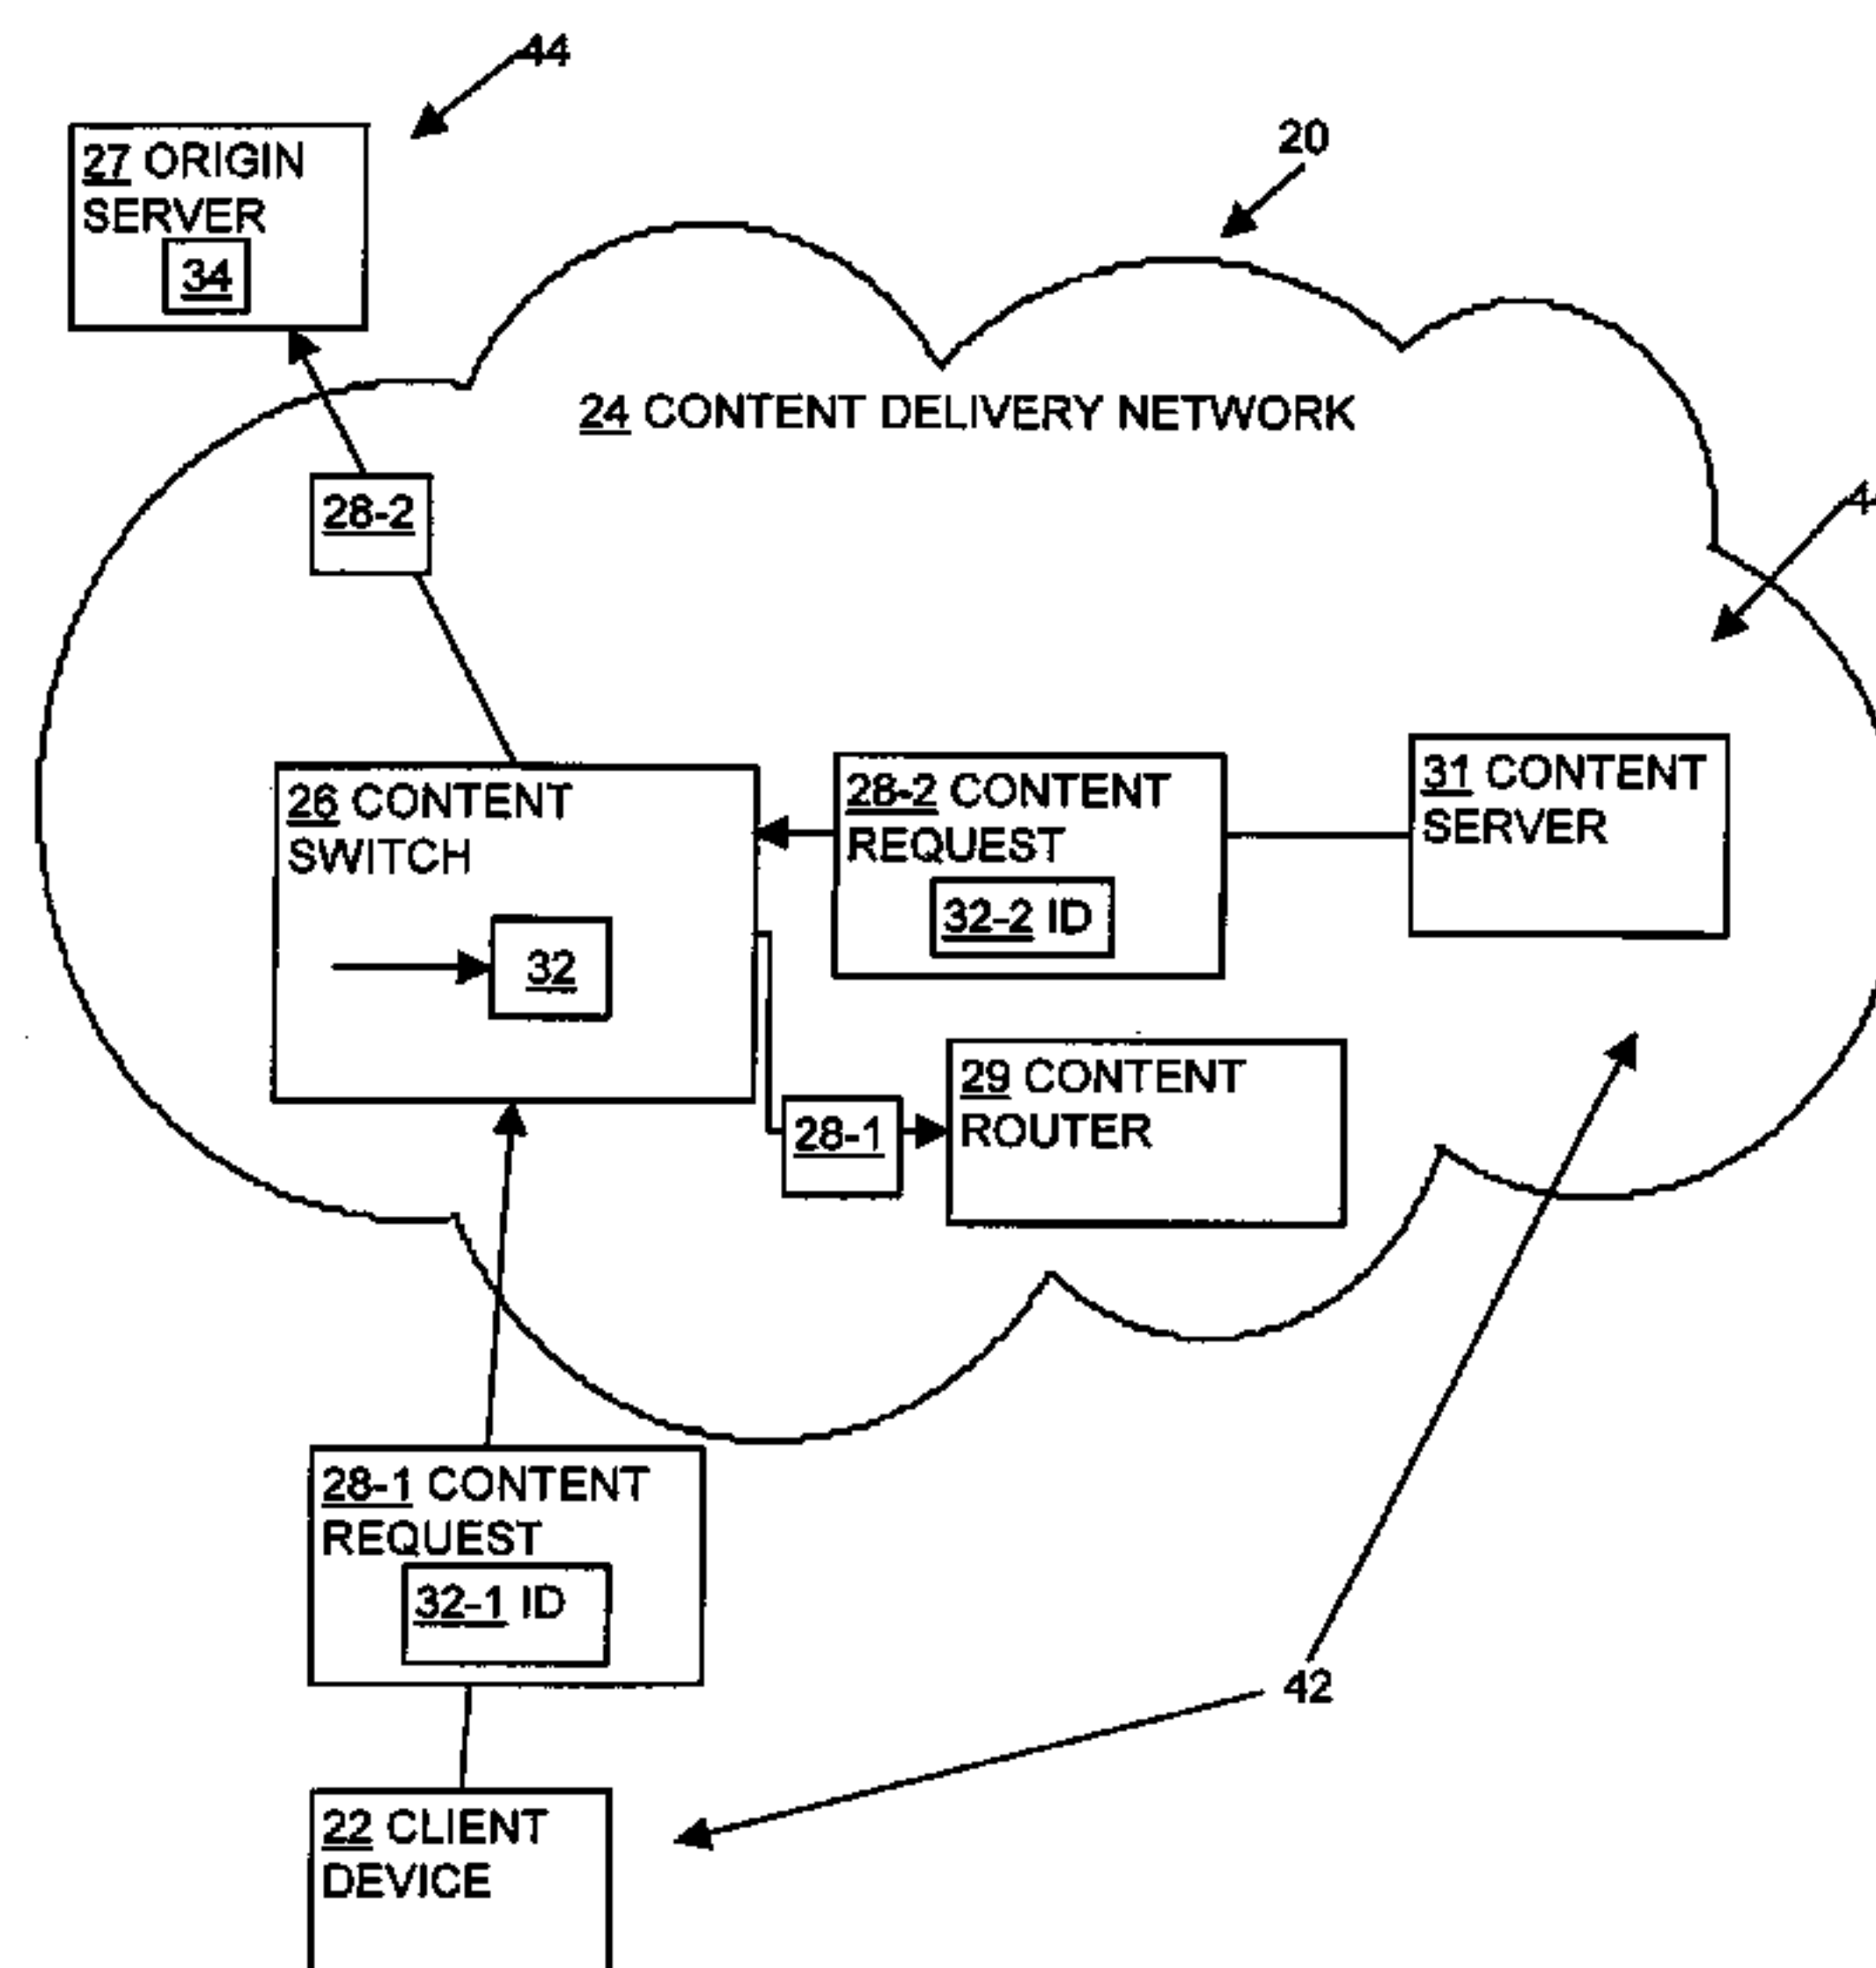 44
20
27 ORIGIN
SERVER
34
24 CONTENT DELIVERY NETWORK
28-2
4
26 CONTENT
SWITCH
32
28-2 CONTENT
REQUEST
32-2 ID
31 CONTENT
SERVER
28-1
29 CONTENT
ROUTER
28-1 CONTENT
REQUEST
32-1 ID
42
22 CLIENT
DEVICE